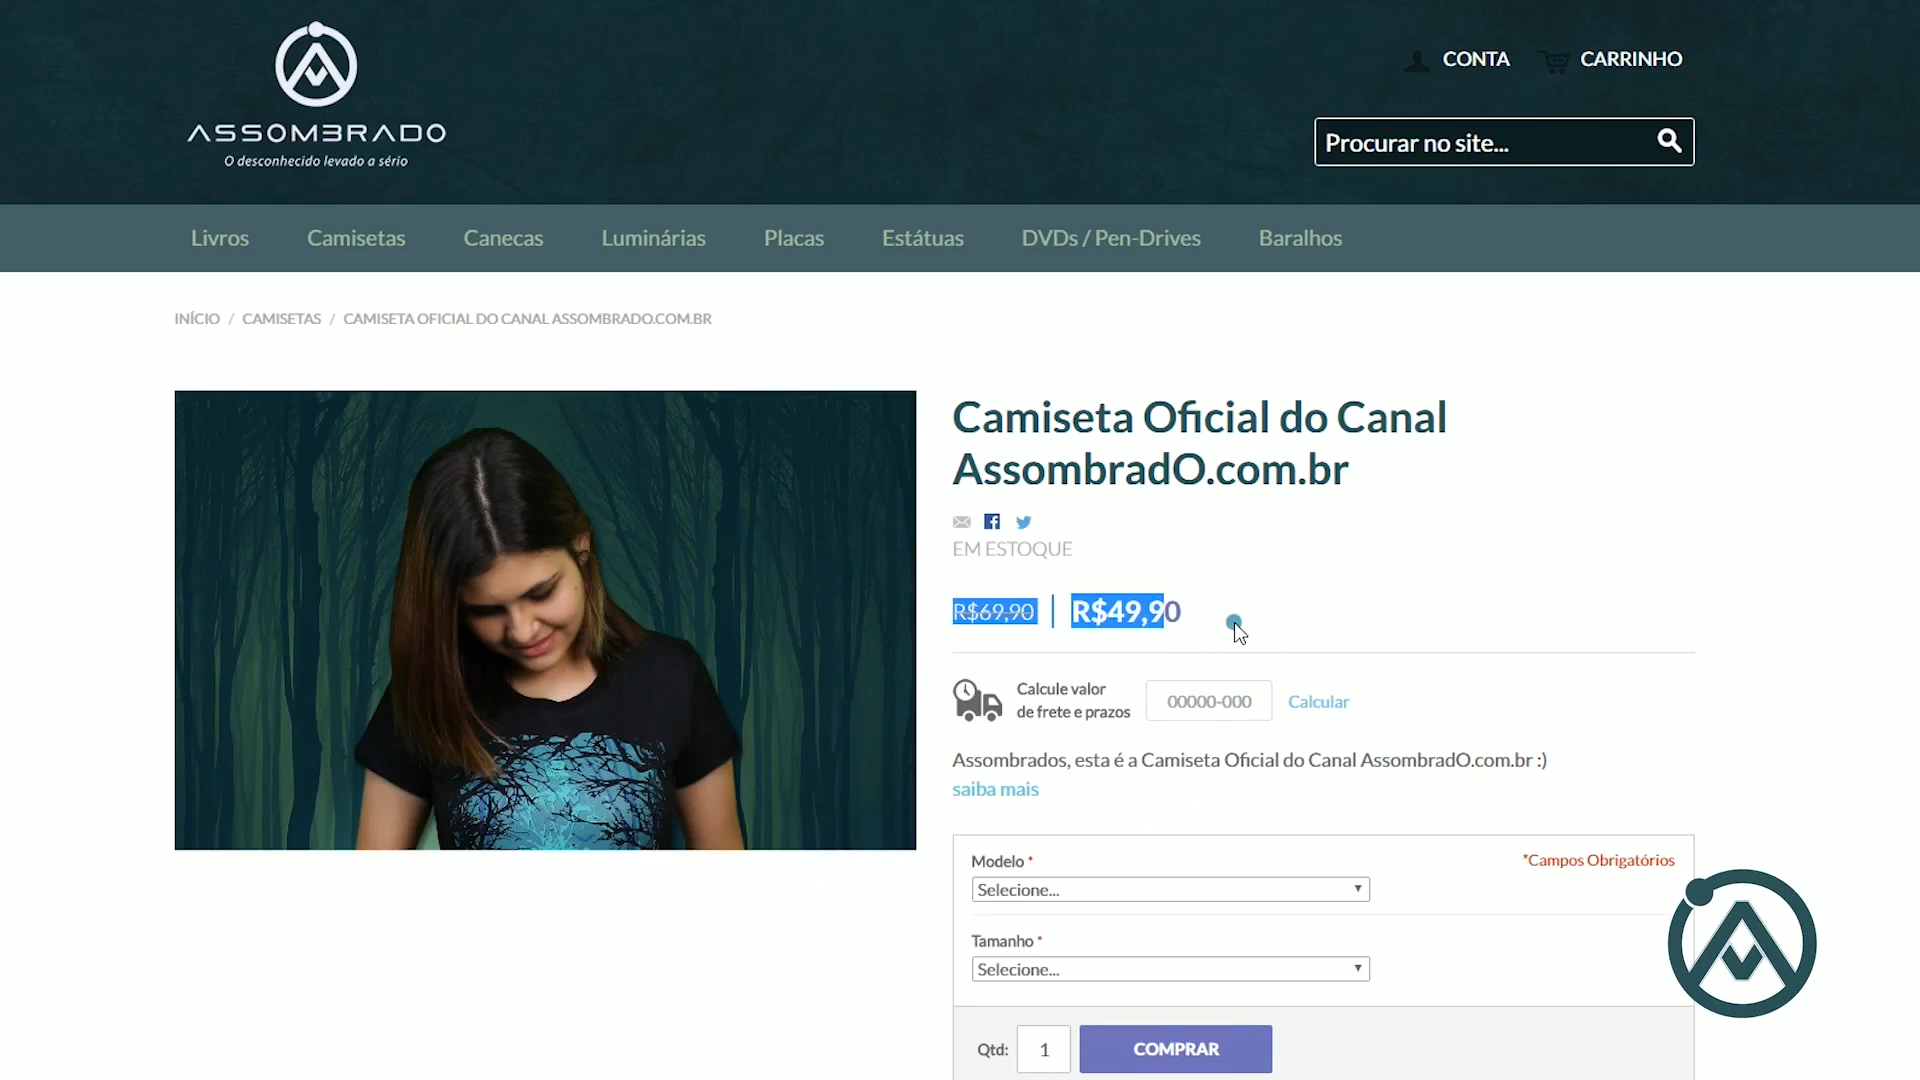 ASSOMBRADO
O desconhecido levado a sério
CONTA
CARRINHO
Procurar no site...
Livros
Camisetas
Canecas
Luminárias
Placas
Estátuas
DVDs / Pen-Drives
Baralhos
INÍCIO / CAMISETAS / CAMISETA OFICIAL DO CANAL ASSOMBRADO.COM.BR
Camiseta Oficial do Canal
AssombradO.com.br
EM ESTOQUE
R$69,90 R$49,90
Calcule valor
de frete e prazos
00000-000
Calcular
Assombrados, esta é a Camiseta Oficial do Canal AssombradO.com.br :)
saiba mais
Modelo *
*Campos Obrigatórios
Selecione...
Tamanho *
Selecione...
Qtd: 1
COMPRAR